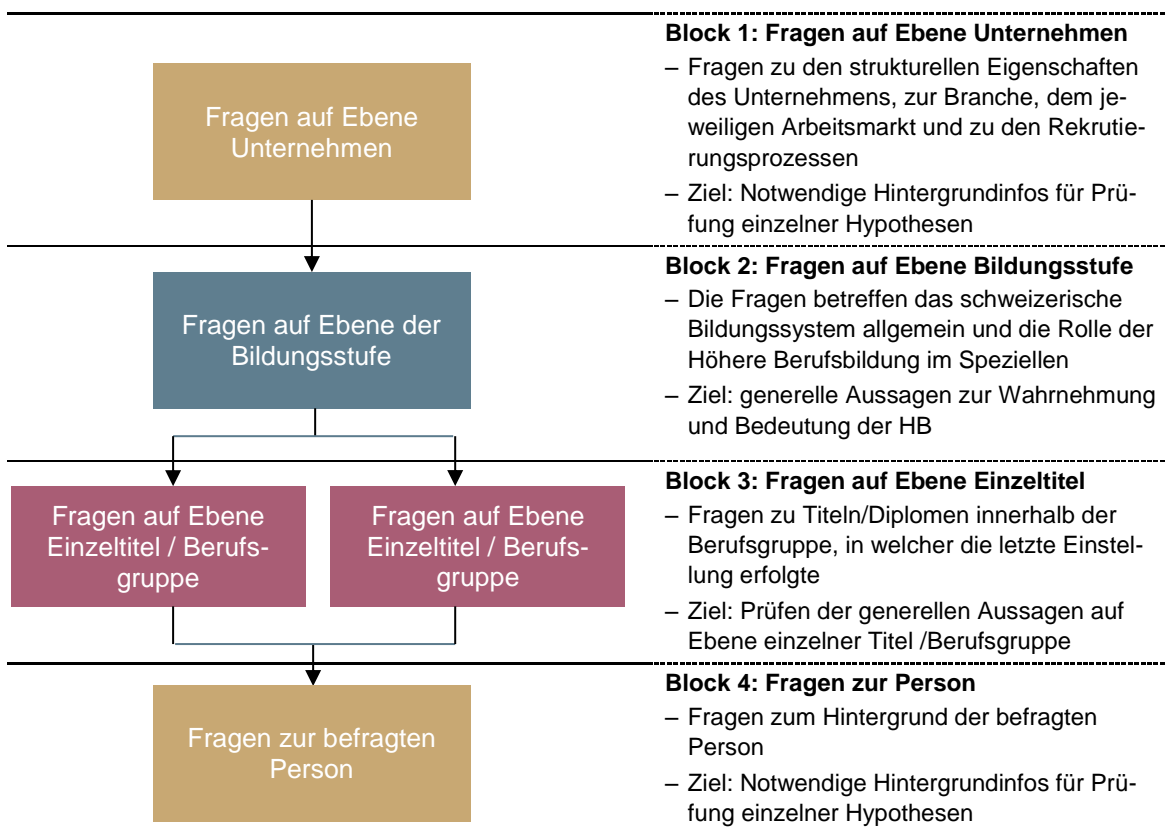 Fragen auf Ebene
Unternehmen
Block 1: Fragen auf Ebene Unternehmen
– Fragen zu den strukturellen Eigenschaften
des Unternehmens, zur Branche, dem je-
weiligen Arbeitsmarkt und zu den Rekrutie-
rungsprozessen
– Ziel: Notwendige Hintergrundinfos für Prü-
fung einzelner Hypothesen
Fragen auf Ebene der
Bildungsstufe
Block 2: Fragen auf Ebene Bildungsstufe
– Die Fragen betreffen das schweizerische
Bildungssystem allgemein und die Rolle der
Höhere Berufsbildung im Speziellen
– Ziel: generelle Aussagen zur Wahrnehmung
und Bedeutung der HB
Fragen auf Ebene
Einzeltitel / Berufs-
gruppe
Fragen auf Ebene
Einzeltitel / Berufs-
gruppe
Block 3: Fragen auf Ebene Einzeltitel
– Fragen zu Titeln/Diplomen innerhalb der
Berufsgruppe, in welcher die letzte Einstel-
lung erfolgte
– Ziel: Prüfen der generellen Aussagen auf
Ebene einzelner Titel /Berufsgruppe
Fragen zur befragten
Person
Block 4: Fragen zur Person
– Fragen zum Hintergrund der befragten
Person
– Ziel: Notwendige Hintergrundinfos für Prü-
fung einzelner Hypothesen